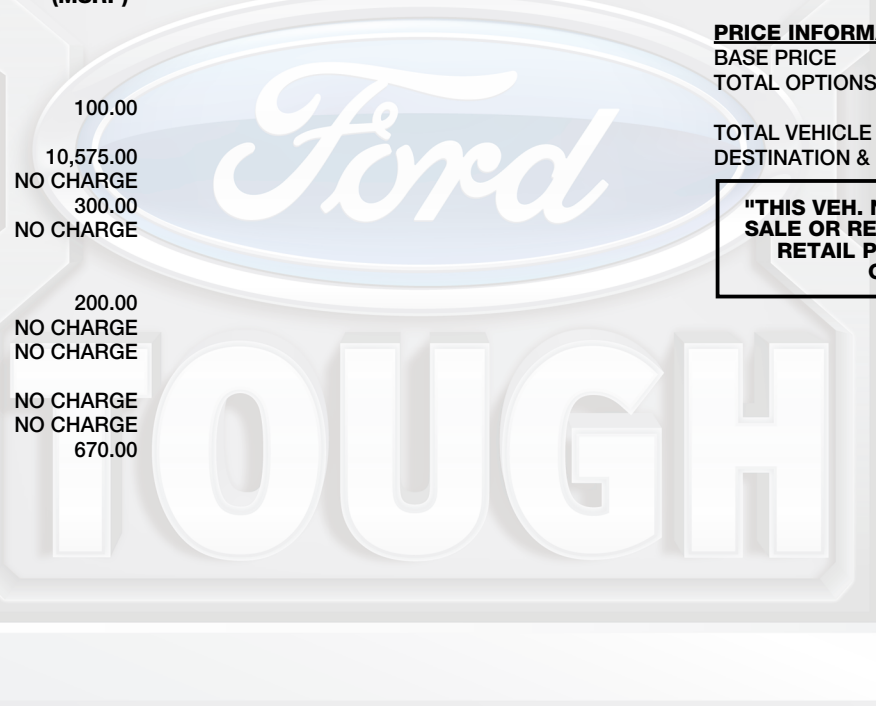 (MSRP)
100.00
10,575.00
NO CHARGE
300.00
NO CHARGE
200.00
NO CHARGE
NO CHARGE
NO CHARGE
NO CHARGE
670.00
PRICE INFORMA
BASE PRICE
TOTAL OPTIONS
TOTAL VEHICLE
DESTINATION &
"THIS VEH.
SALE OR RE
RETAIL P
Ford
TOUGH